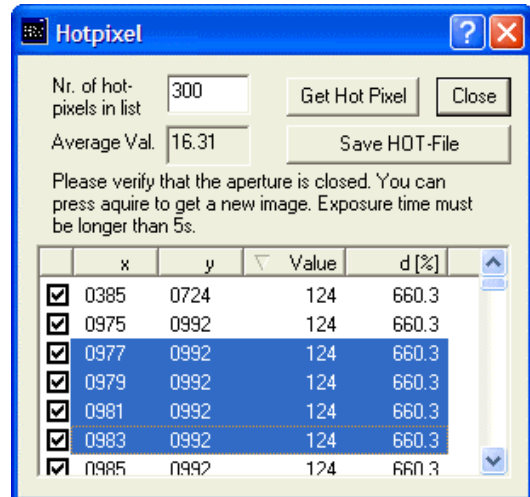 Hotpixel
Nr. of hot-
pixels in list
300
Get Hot Pixel
Close
Average Val.
16.31
Save HOT-File
Please verify that the aperture is closed. You can
press aquire to get a new image. Exposure time must
be longer than 5s.
x y Value d [%]
0385 0724 124 660.3
0975 0992 124 660.3
0977 0992 124 660.3
0979 0992 124 660.3
0981 0992 124 660.3
0983 0992 124 660.3
0985 0992 124 660.3